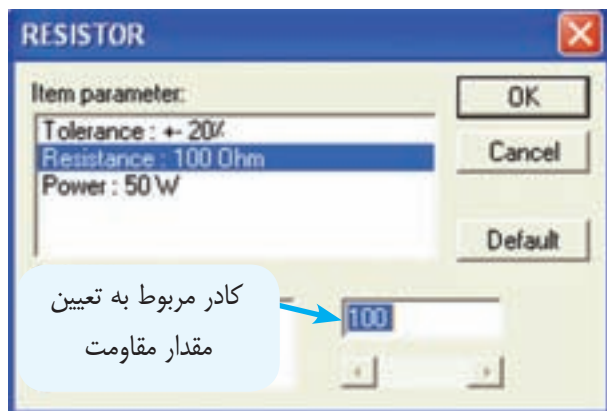 RESISTOR
Item parameter:
Tolerance : +- 20%
Resistance : 100 Ohm
Power : 50 W
OK
Cancel
Default
کادر مربوط به تعیین
مقدار مقاومت
100